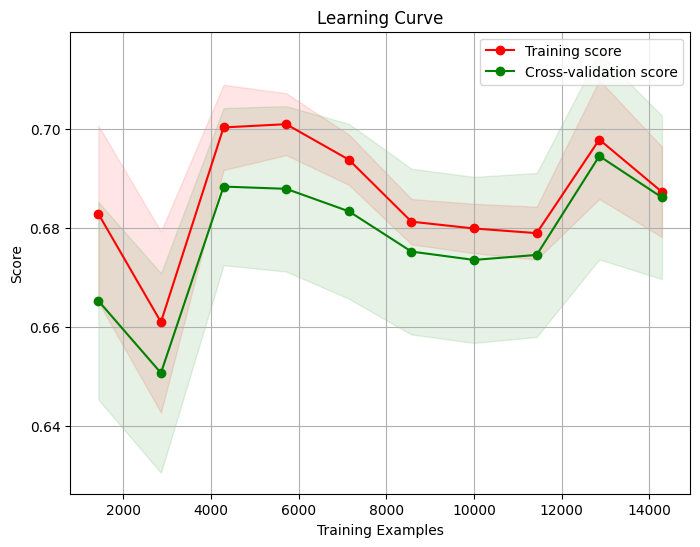 Learning Curve
Training score
Cross-validation score
Score
0.70
0.68
0.66
0.64
2000 4000 6000 8000 10000 12000 14000
Training Examples